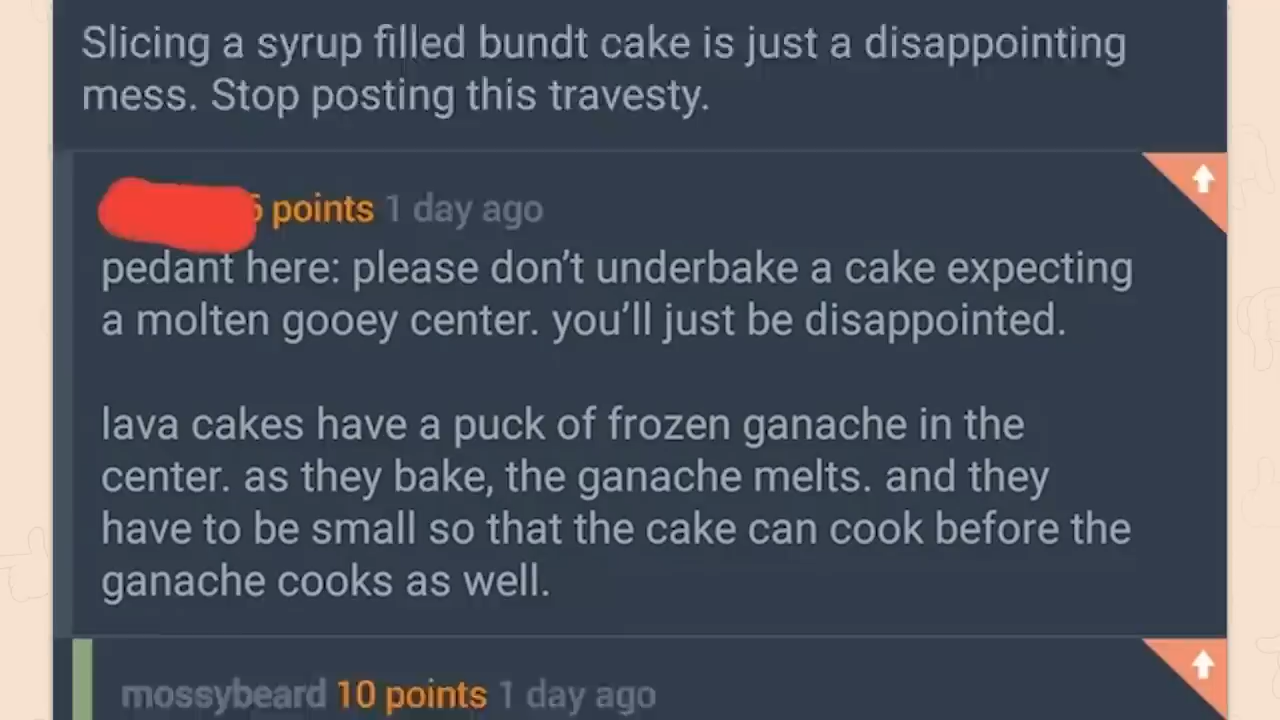 Slicing a syrup filled bundt cake is just a disappointing
mess. Stop posting this travesty.
points 1 day ago
pedant here: please don't underbake a cake expecting
a molten gooey center. you'll just be disappointed.
lava cakes have a puck of frozen ganache in the
center. as they bake, the ganache melts. and they
have to be small so that the cake can cook before the
ganache cooks as well.
mossybeard 10 points 1 day ago